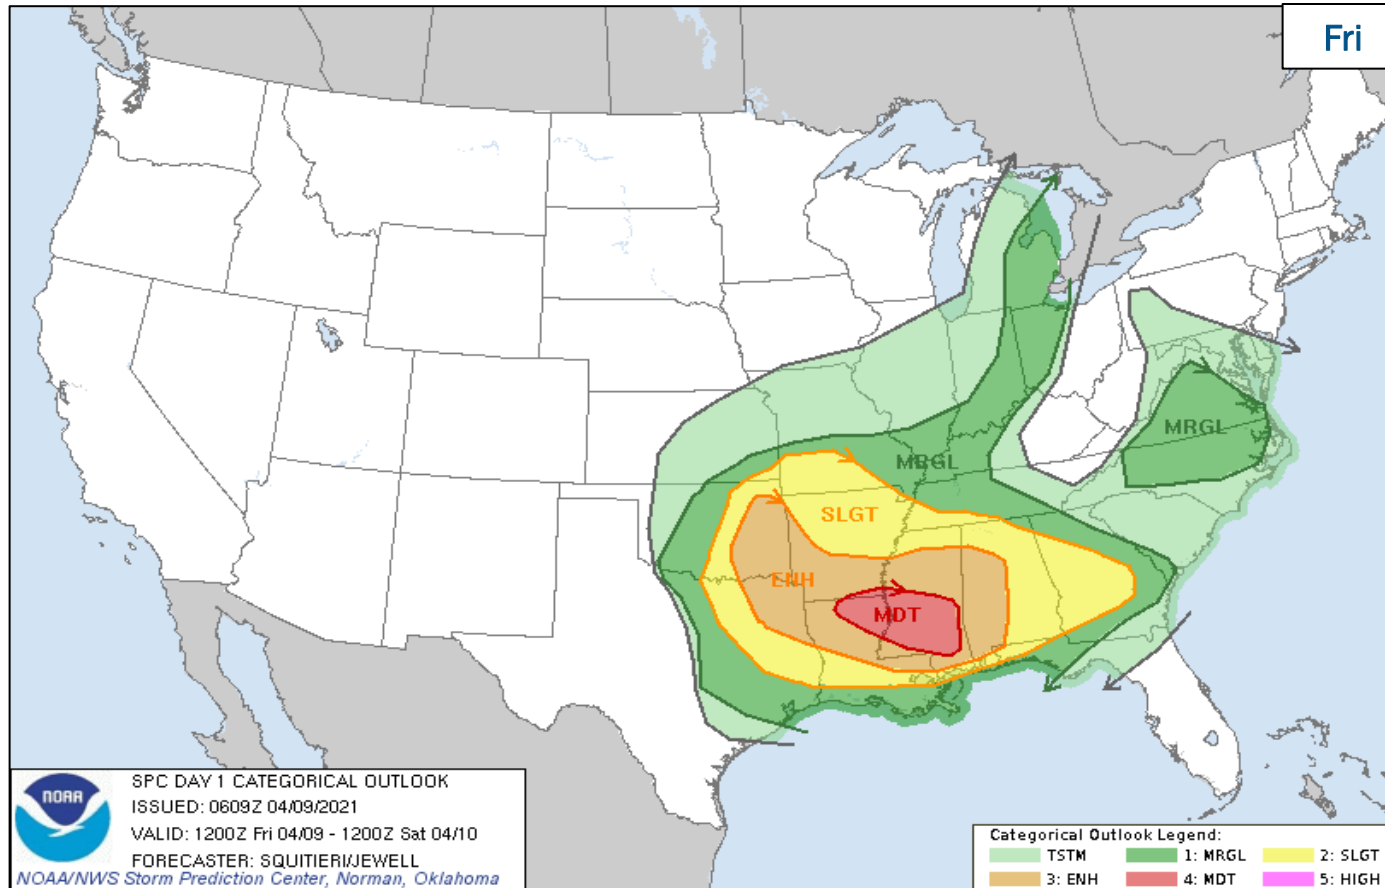 Fri
MRGL
MRGL
SLGT
ENH
MDT
NOAA
SPC DAY 1 CATEGORICAL OUTLOOK
ISSUED: 0609Z 04/09/2021
VALID: 1200Z Fri 04/09 - 1200Z Sat 04/10
FORECASTER: SQUITIERI/JEWELL
NOAA/NWS Storm Prediction Center, Norman, Oklahoma
Categorical Outlook Legend:
TSTM 1: MRGL 2: SLGT
3: ENH 4: MDT 5: HIGH